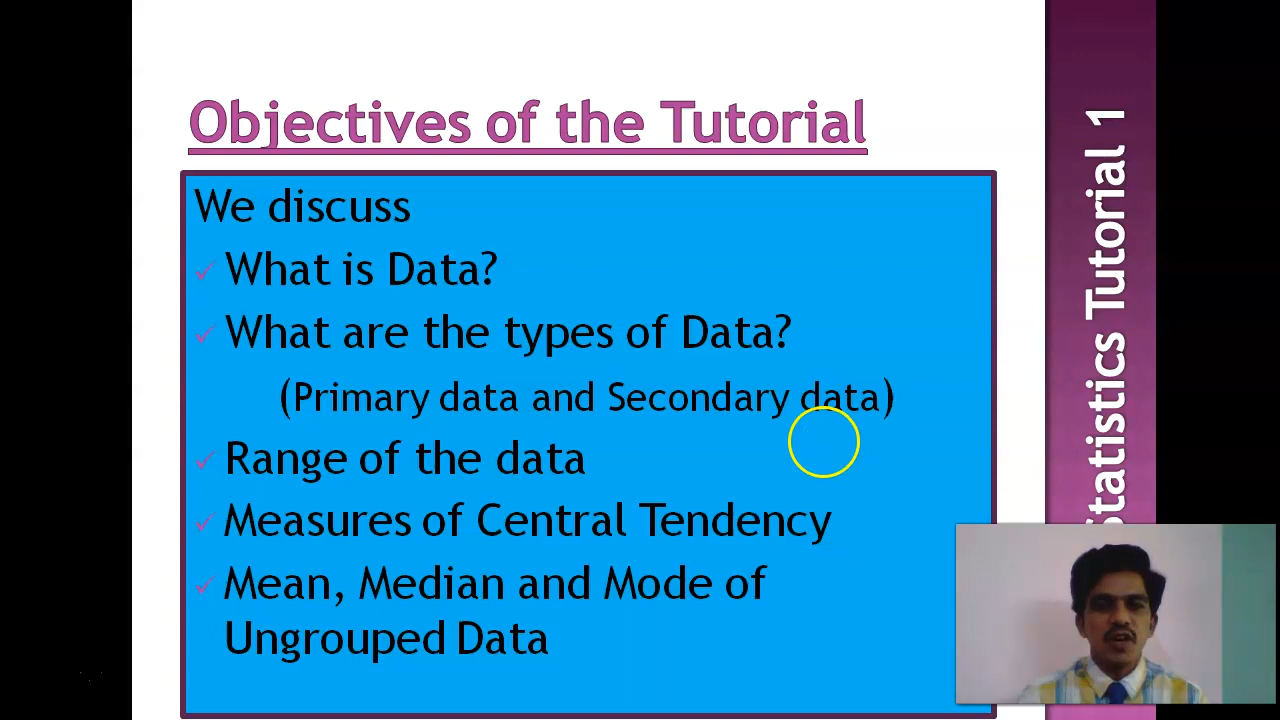 Objectives of the Tutorial
We discuss
What is Data?
What are the types of Data?
(Primary data and Secondary data)
Range of the data
Measures of Central Tendency
Mean, Median and Mode of
Ungrouped Data
Statistics Tutorial 1